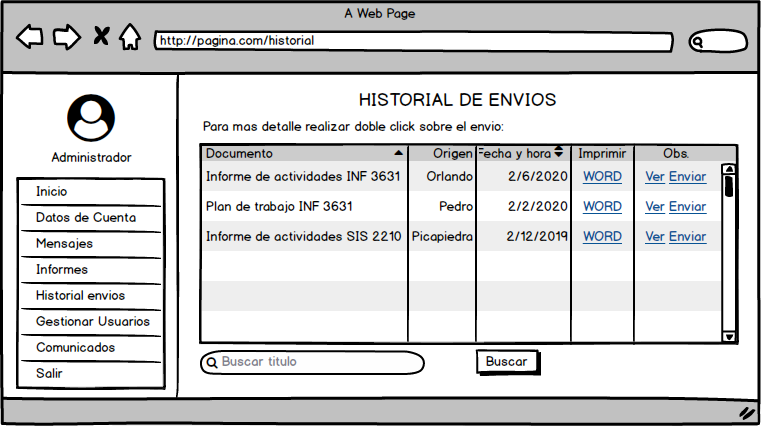 A Web Page
http://pagina.com/historial
Administrador
Inicio
Datos de Cuenta
Mensajes
Informes
Historial envios
Gestionar Usuarios
Comunicados
Salir
HISTORIAL DE ENVIOS
Para mas detalle realizar doble click sobre el envio:
Documento Origen Fecha y hora Imprimir Obs.
Informe de actividades INF 3631 Orlando 2/6/2020 WORD Ver Enviar
Plan de trabajo INF 3631 Pedro 2/2/2020 WORD Ver Enviar
Informe de actividades SIS 2210 Picapiedra 2/12/2019 WORD Ver Enviar
Buscar titulo Buscar